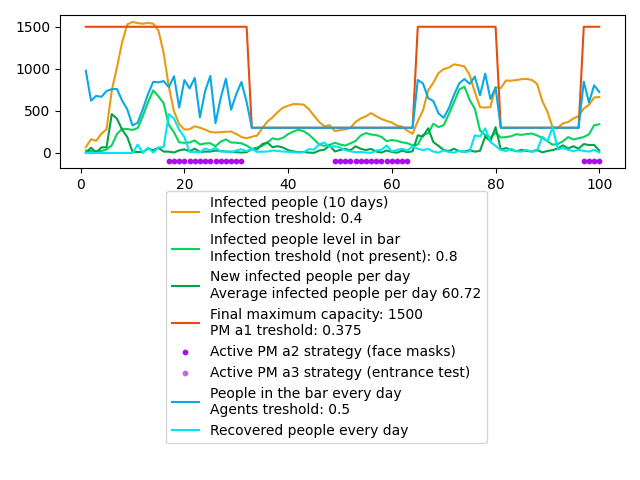 1500
1000
500
0
0
20
40
60
80
100
Infected people (10 days)
Infection treshold: 0.4
Infected people level in bar
Infection treshold (not present): 0.8
New infected people per day
Average infected people per day 60.72
Final maximum capacity: 1500
PM a1 treshold: 0.375
Active PM a2 strategy (face masks)
Active PM a3 strategy (entrance test)
People in the bar every day
Agents treshold: 0.5
Recovered people every day